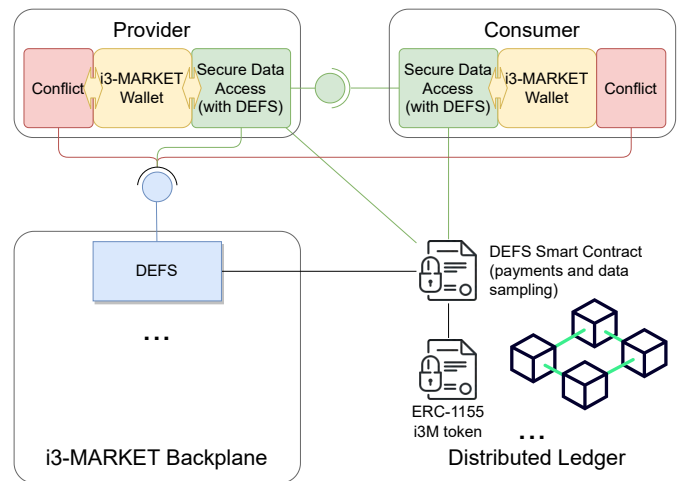 Provider
Consumer
Conflict
i3-MARKET
Wallet
Secure Data
Access
(with DEFS)
Secure Data
Access
(with DEFS)
i3-MARKET
Wallet
Conflict
DEFS
...
i3-MARKET Backplane
DEFS Smart Contract
(payments and data
sampling)
ERC-1155
i3M token
...
Distributed Ledger